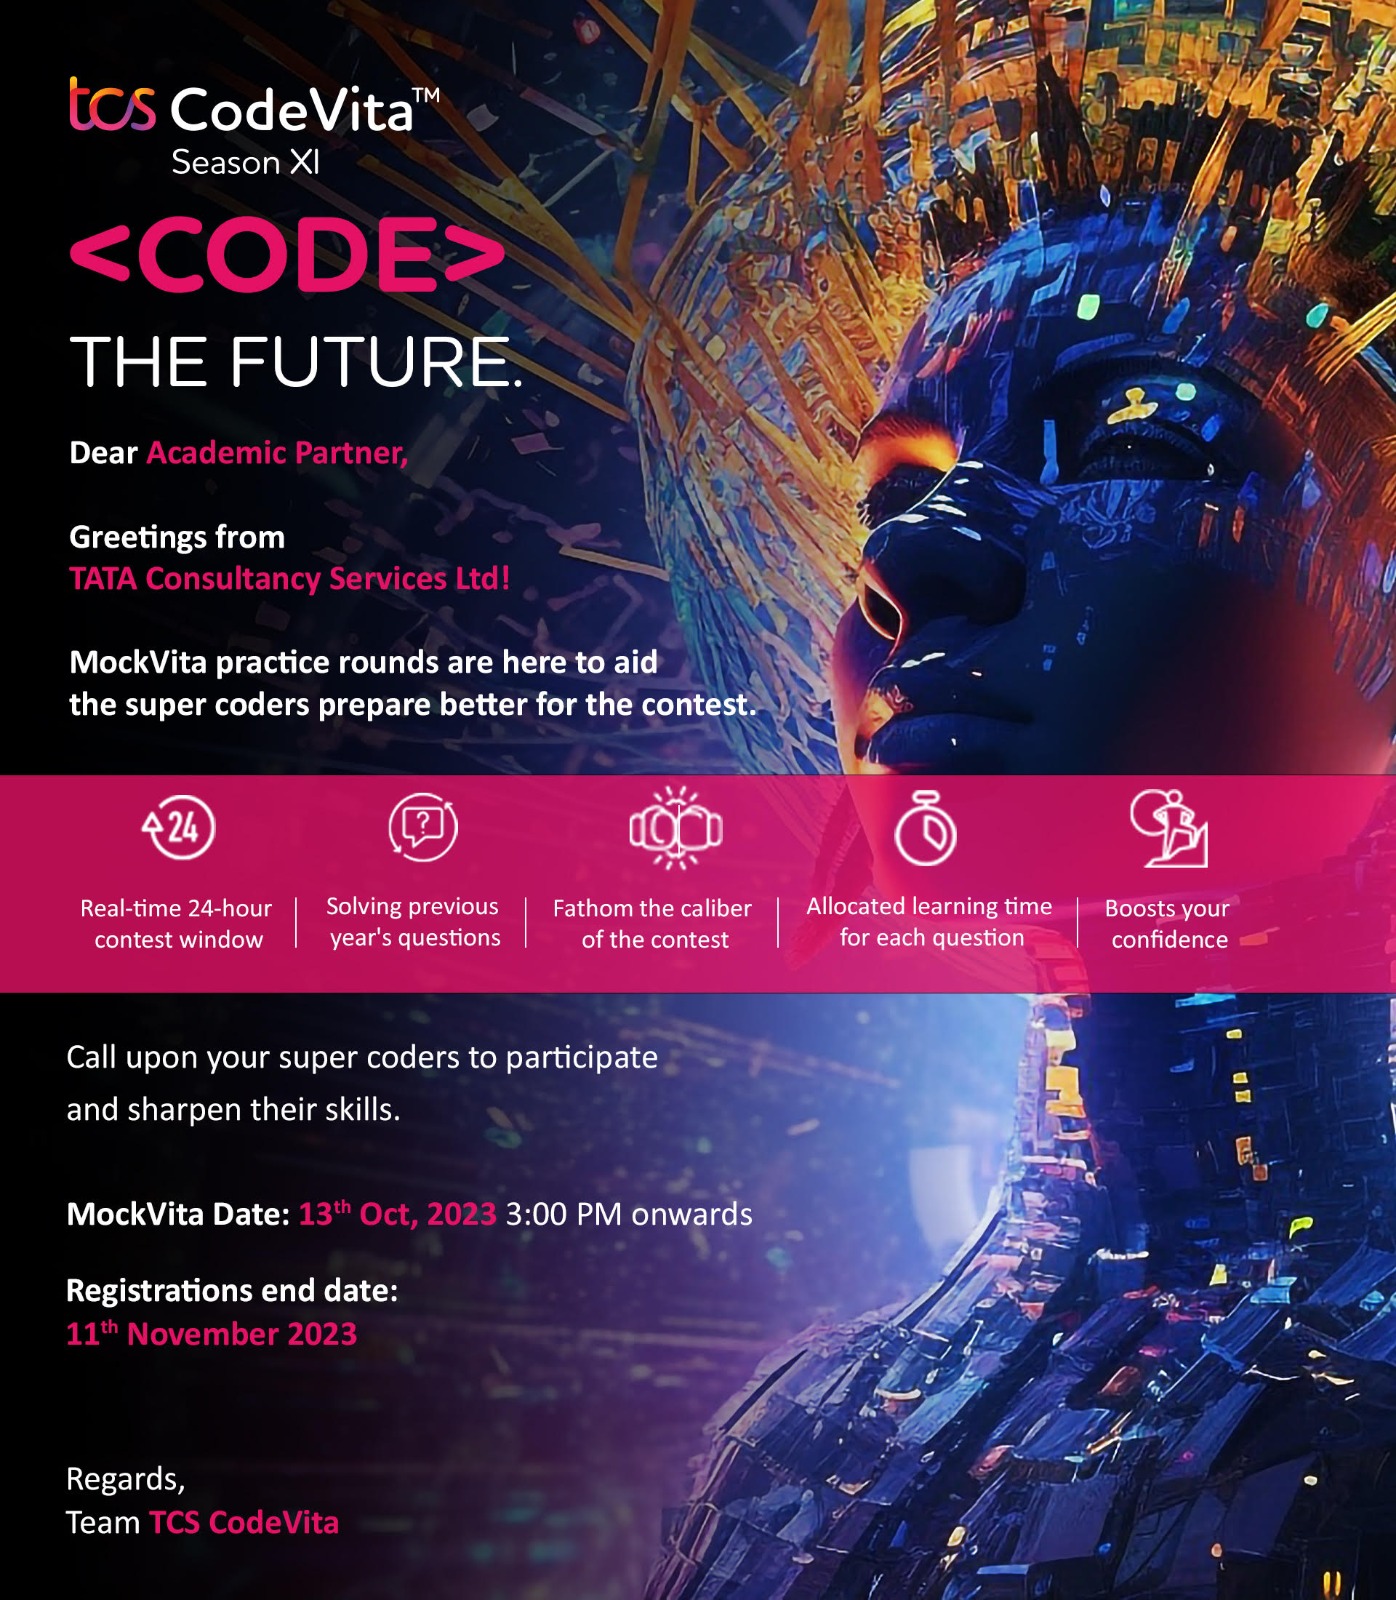 tcs CodeVita™
Season XI
<CODE>
THE FUTURE.
Dear Academic Partner,
Greetings from
TATA Consultancy Services Ltd!
MockVita practice rounds are here to aid
the super coders prepare better for the contest.
24
?
Real-time 24-hour
contest window
Solving previous
year's questions
Fathom the caliber
of the contest
Allocated learning time
for each question
Boosts your
confidence
Call upon your super coders to participate
and sharpen their skills.
MockVita Date: 13th Oct, 2023 3:00 PM onwards
Registrations end date:
11th November 2023
Regards,
Team TCS CodeVita